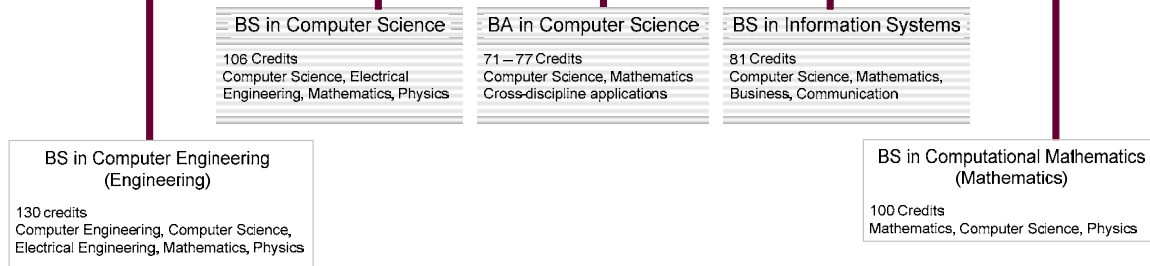 BS in Computer Science
106 Credits
Computer Science, Electrical
Engineering, Mathematics, Physics
BA in Computer Science
71 – 77 Credits
Computer Science, Mathematics
Cross-discipline applications
BS in Information Systems
81 Credits
Computer Science, Mathematics,
Business, Communication
BS in Computer Engineering
(Engineering)
130 credits
Computer Engineering, Computer Science,
Electrical Engineering, Mathematics, Physics
BS in Computational Mathematics
(Mathematics)
100 Credits
Mathematics, Computer Science, Physics